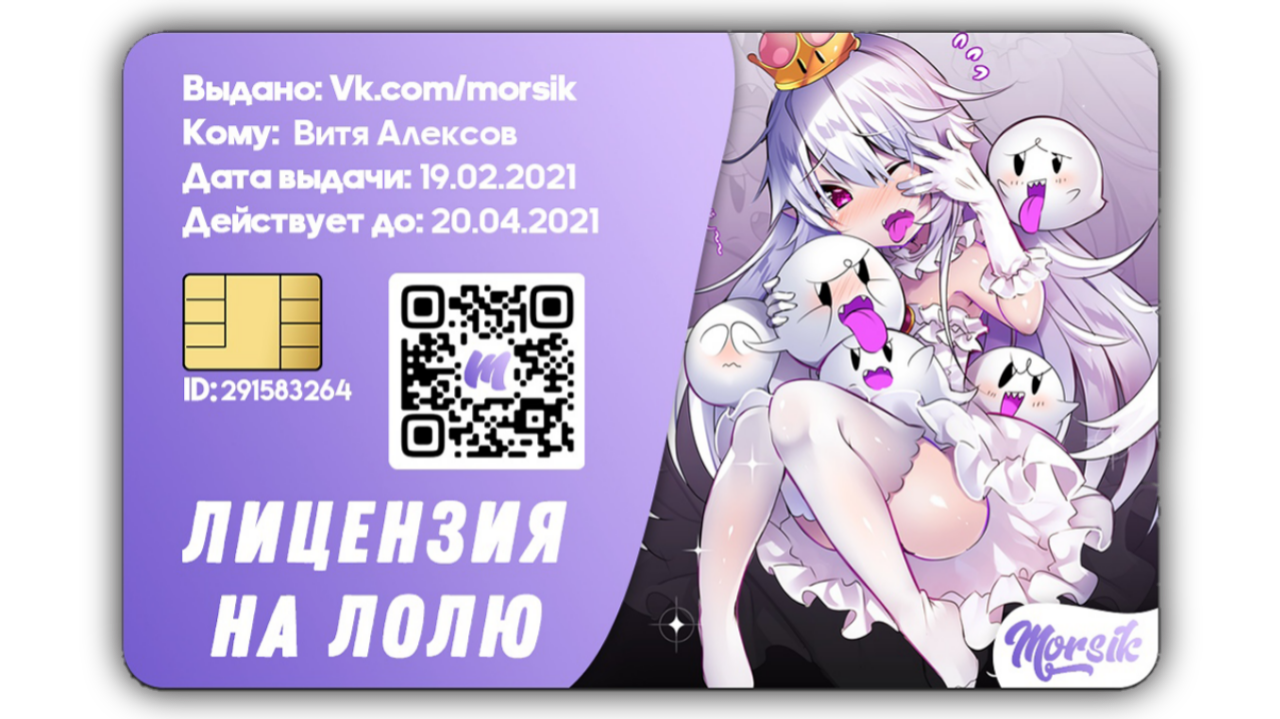 Выдано: Vk.com/morsik
Кому: Витя Алексов
Дата выдачи: 19.02.2021
Действует до: 20.04.2021
ID:291583264
m
ЛИЦЕНЗИЯ
НА ЛОЛЮ
Morsik